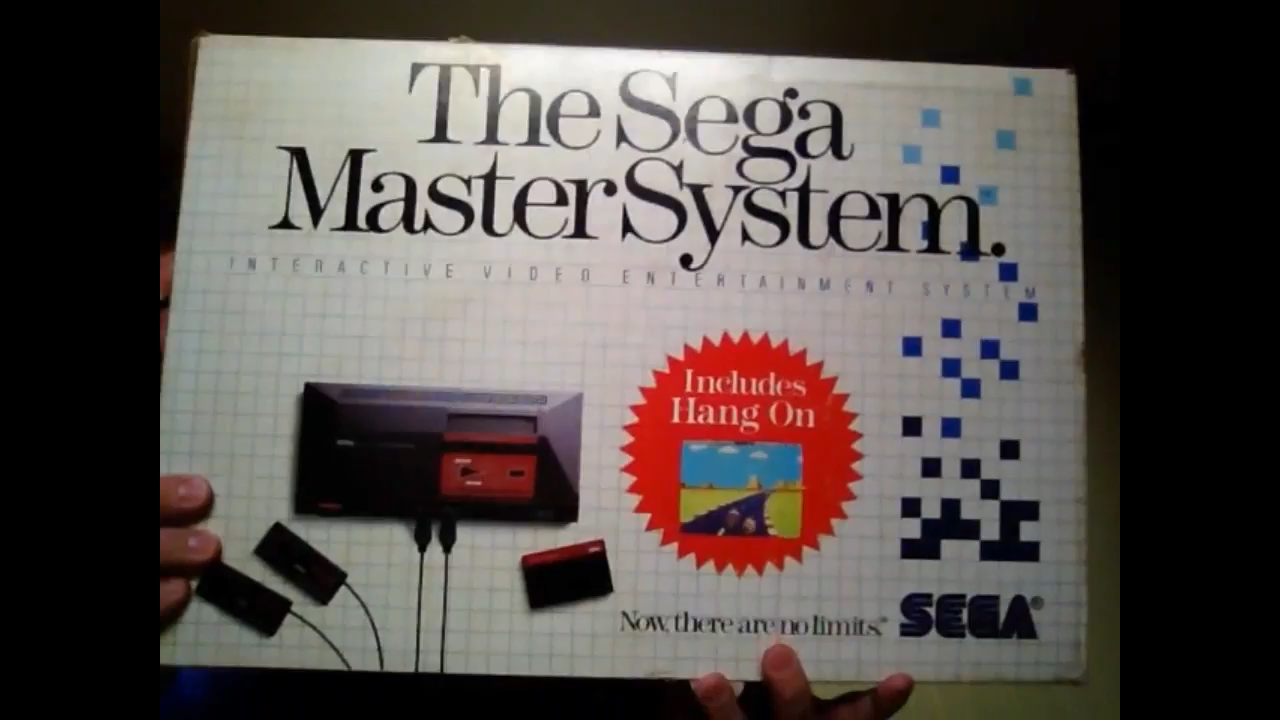 The Sega
Master System.
INTERACTIVE VIDEO ENTERTAINMENT SYSTEM
Includes
Hang On
Now, there are no limits.
SEGA®